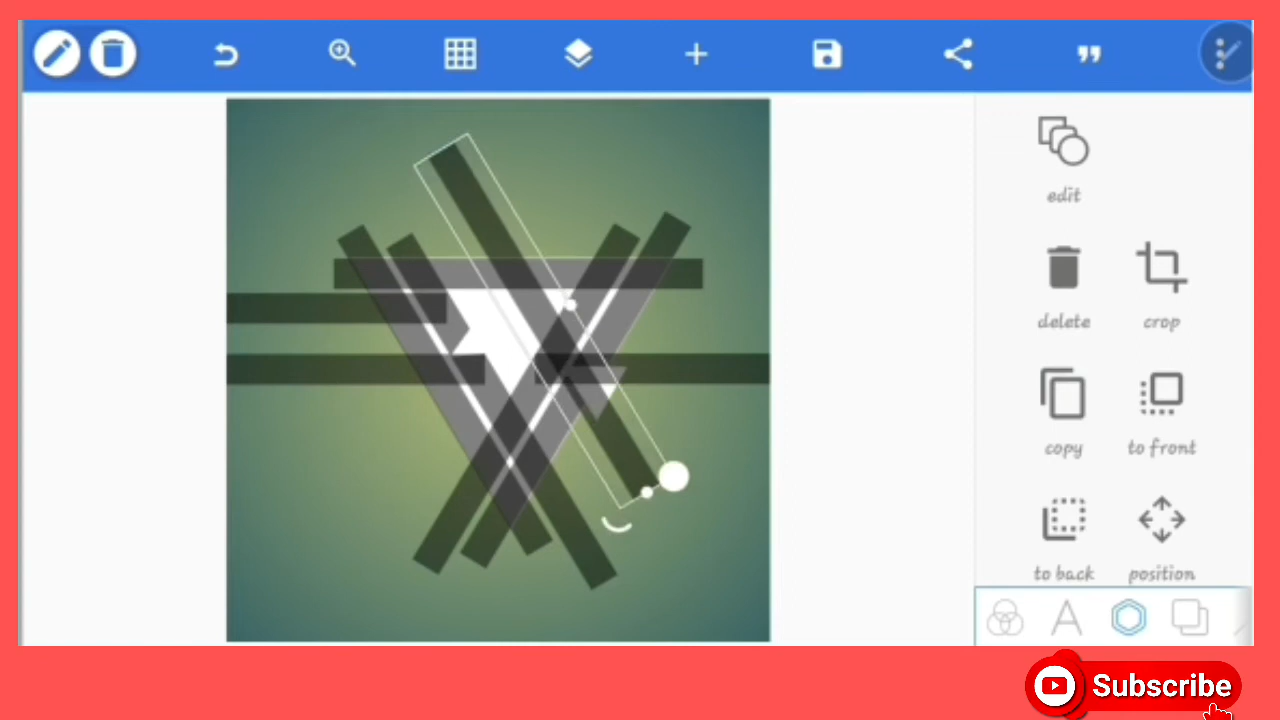 edit
delete
crop
copy
to front
to back
position
Subscribe